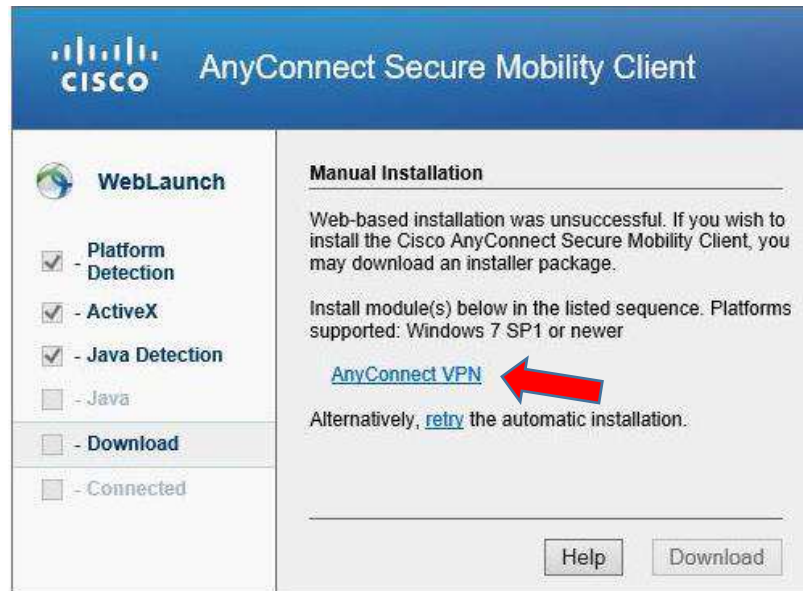 CISCO
AnyConnect Secure Mobility Client
WebLaunch
- Platform
Detection
- ActiveX
- Java Detection
- Java
- Download
- Connected
Manual Installation
Web-based installation was unsuccessful. If you wish to
install the Cisco AnyConnect Secure Mobility Client, you
may download an installer package.
Install module(s) below in the listed sequence. Platforms
supported: Windows 7 SP1 or newer
AnyConnect VPN
Alternatively, retry the automatic installation.
Help
Download